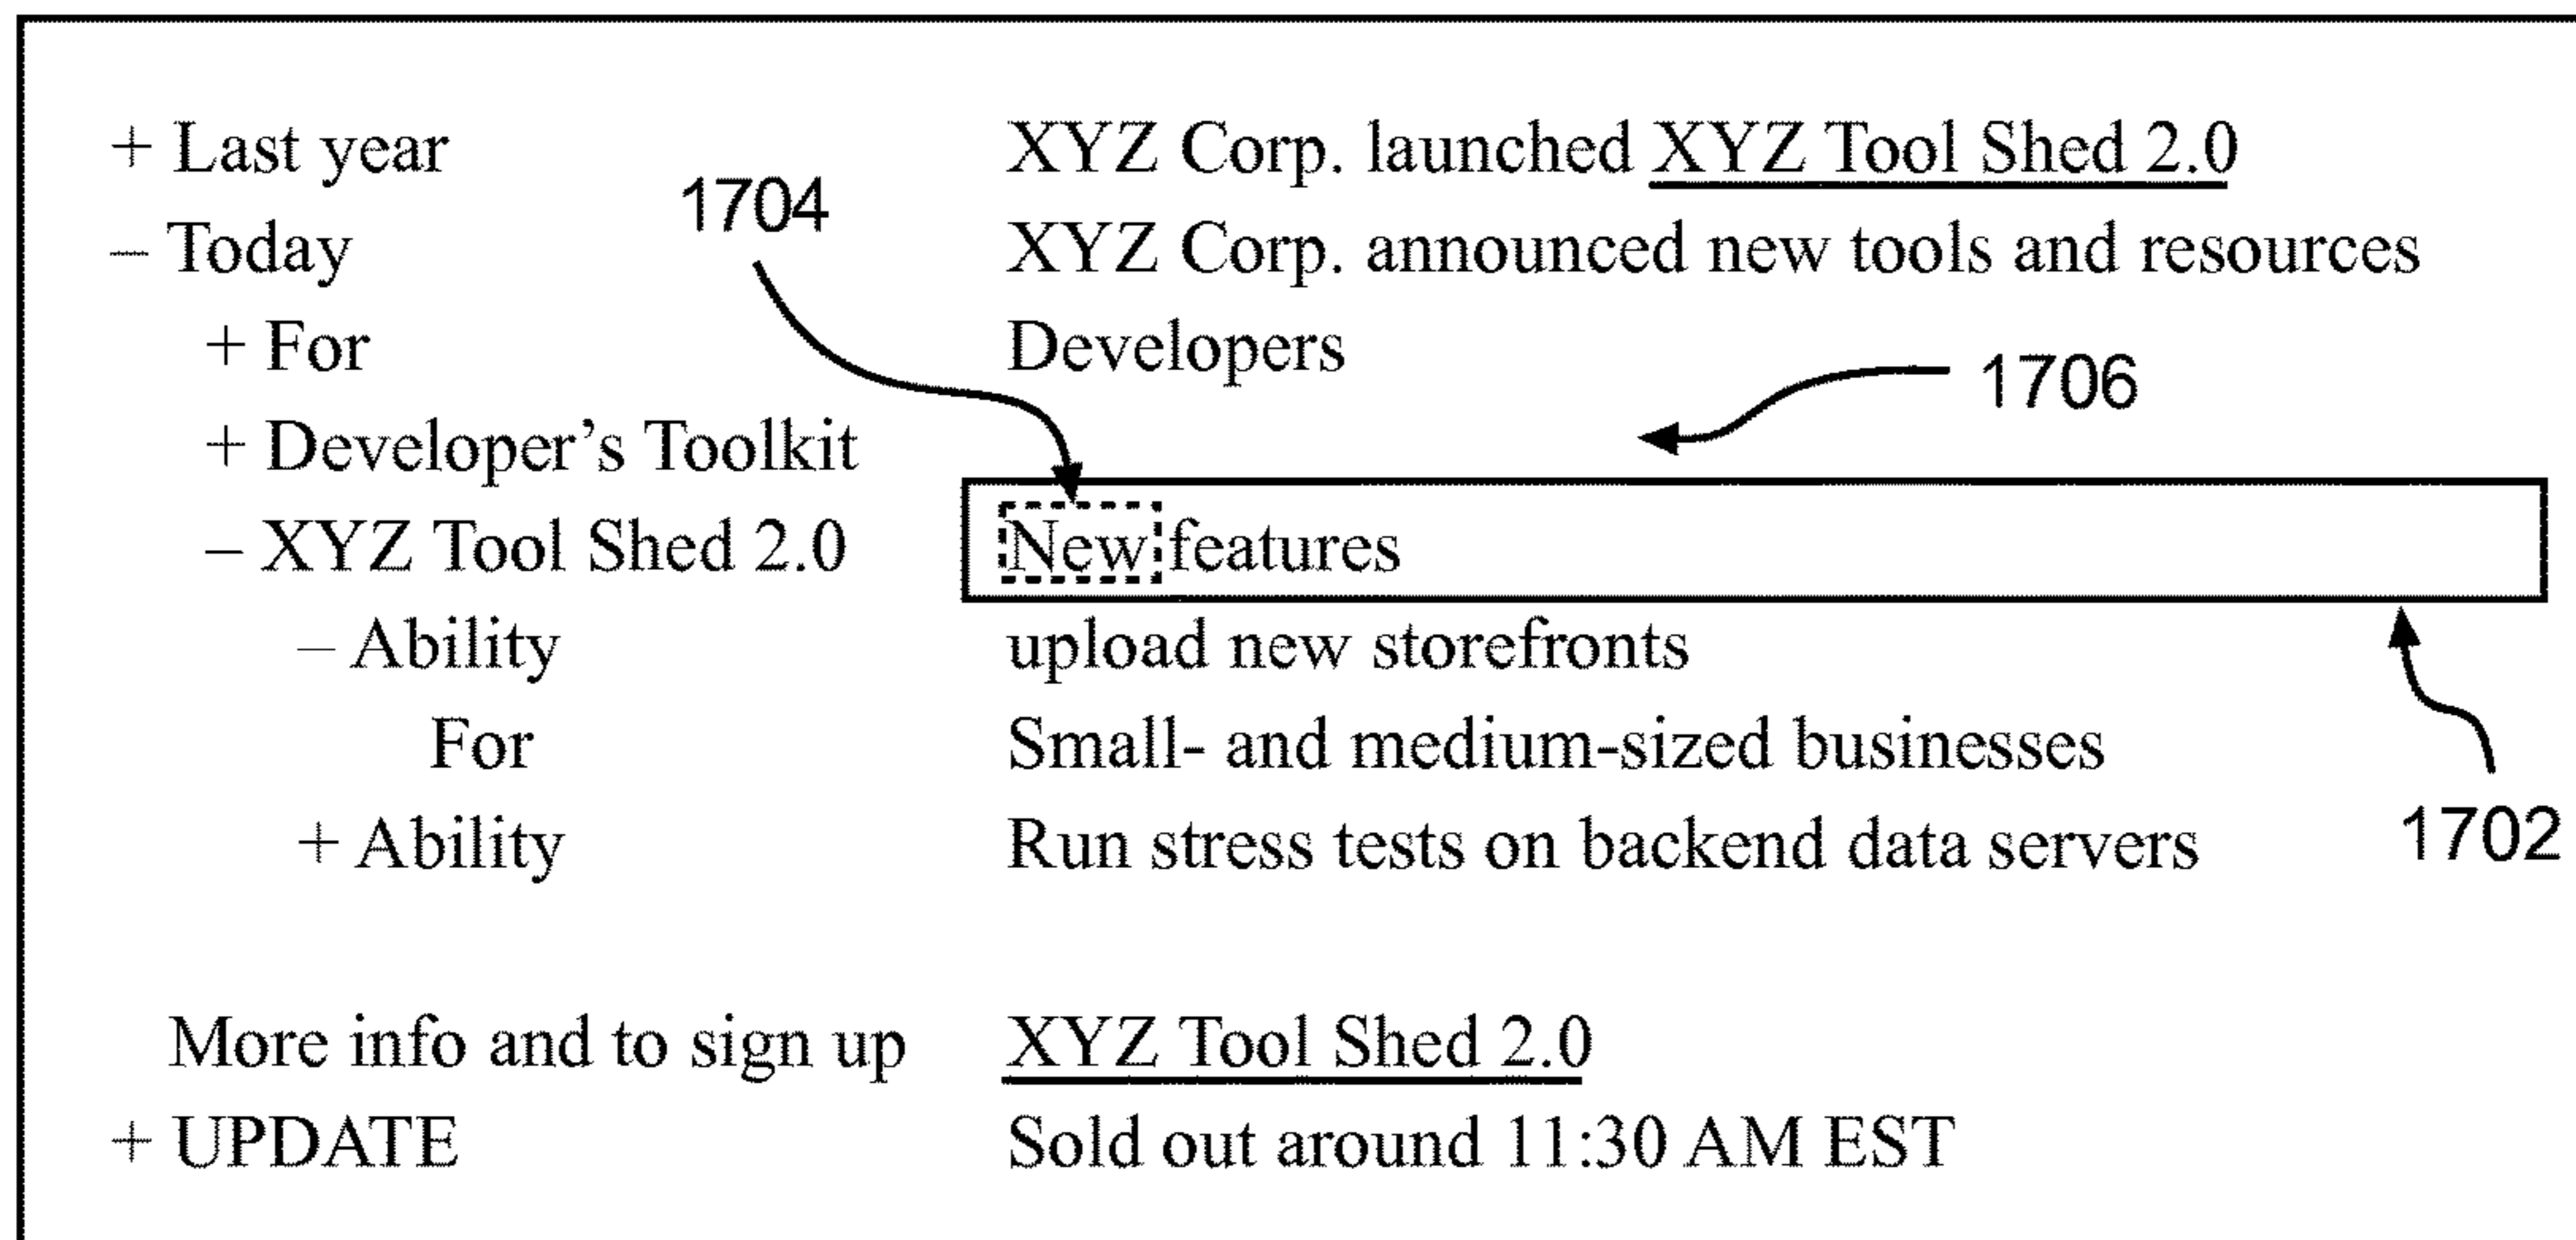 + Last year XYZ Corp. launched XYZ Tool Shed 2.0
1704
– Today XYZ Corp. announced new tools and resources
+ For Developers
1706
+ Developer's Toolkit
– XYZ Tool Shed 2.0 New features
– Ability upload new storefronts
For Small- and medium-sized businesses
+ Ability Run stress tests on backend data servers
1702
More info and to sign up XYZ Tool Shed 2.0
+ UPDATE Sold out around 11:30 AM EST